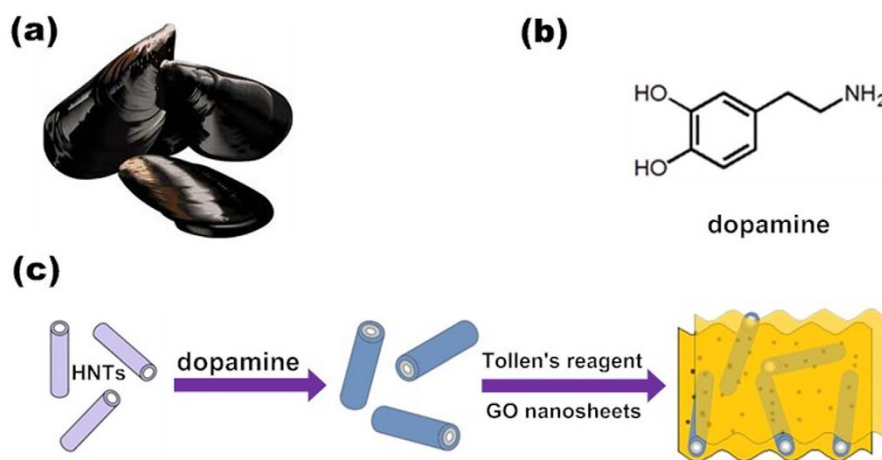 (a)
(b)
HO
NH2
HO
dopamine
(c)
HNTs
dopamine
Tollen's reagent
GO nanosheets